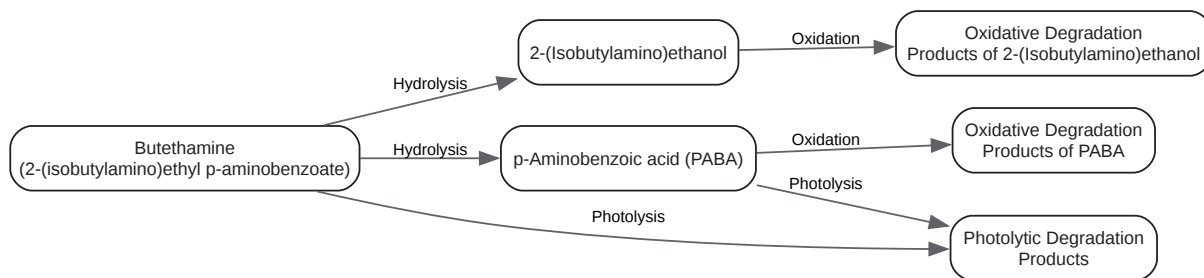 2-(Isobutylamino)ethanol
Oxidation
Oxidative Degradation
Products of 2-(Isobutylamino)ethanol
Hydrolysis
Butethamine
(2-(isobutylamino)ethyl p-aminobenzoate)
Hydrolysis
p-Aminobenzoic acid (PABA)
Oxidation
Oxidative Degradation
Products of PABA
Photolysis
Photolysis
Photolytic Degradation
Products